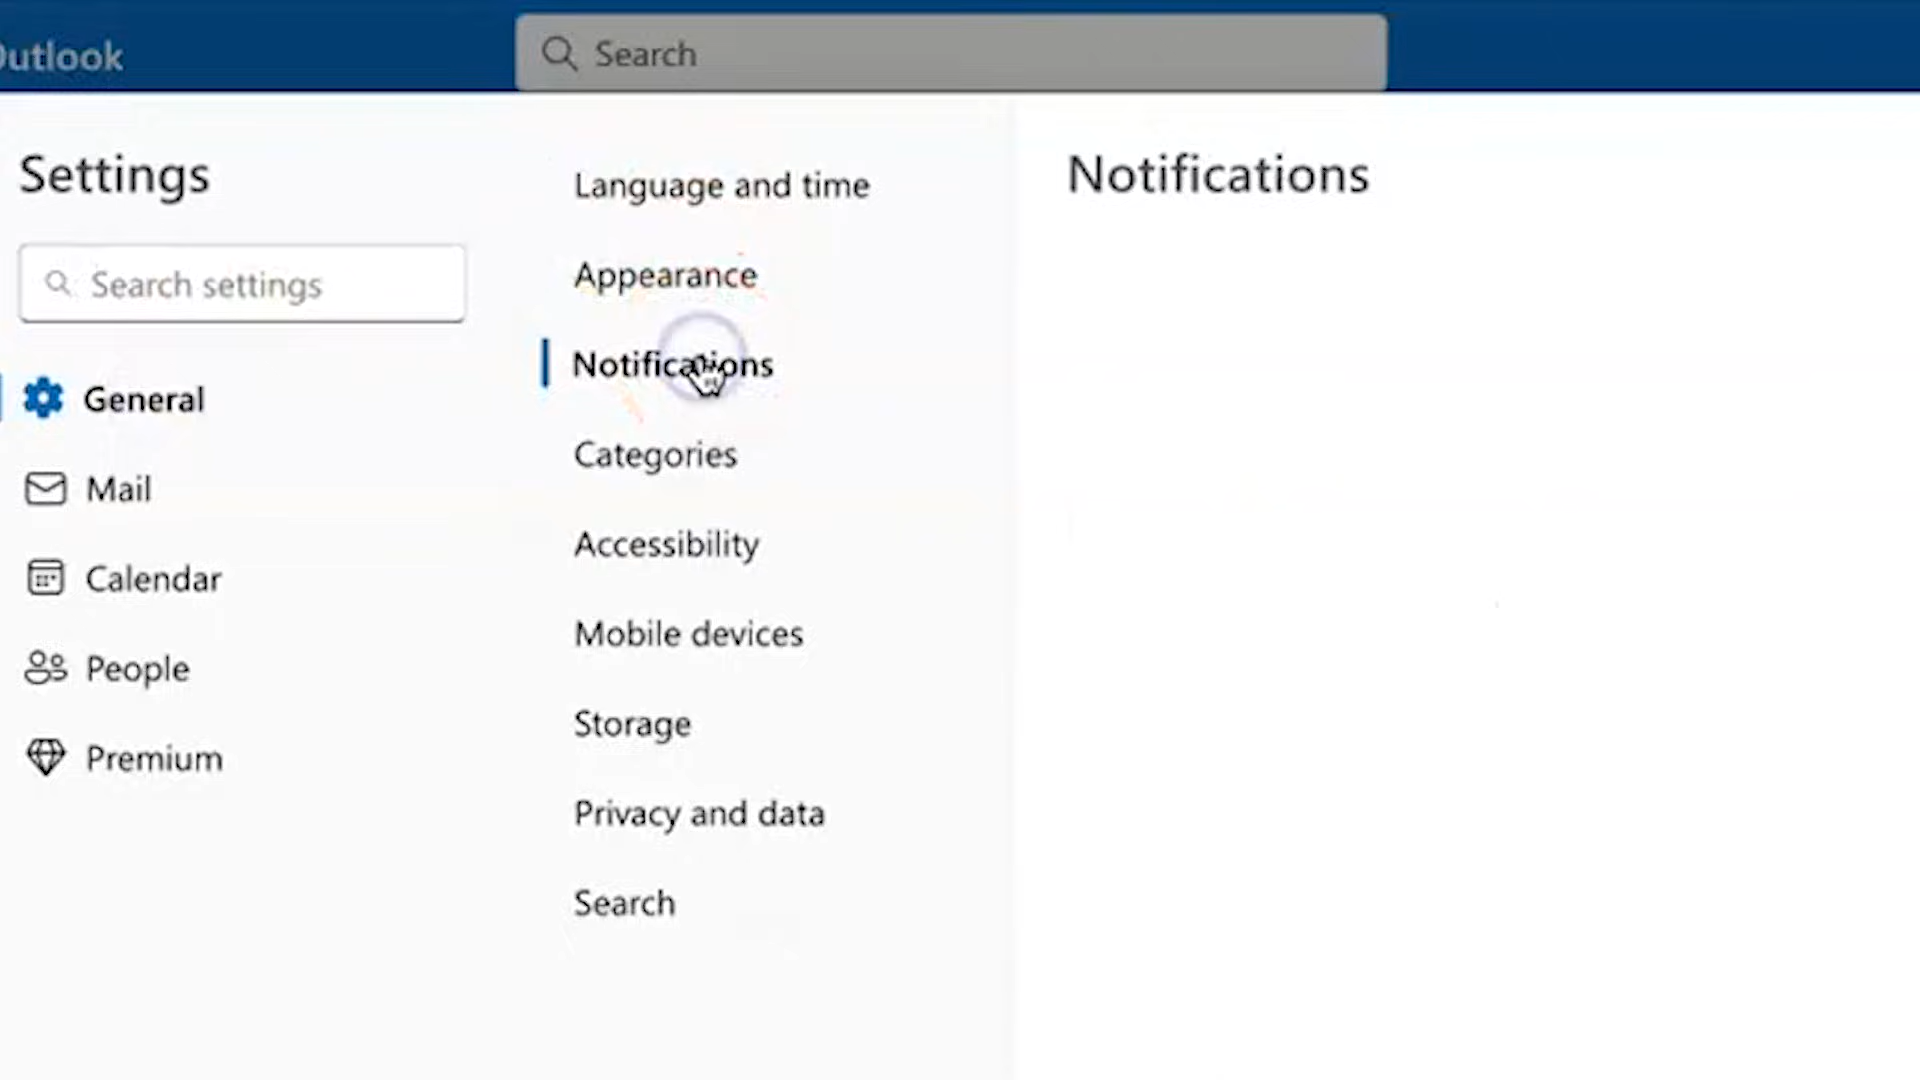 Outlook
Search
Settings
Search settings
General
Mail
Calendar
People
Premium
Language and time
Appearance
Notifications
Categories
Accessibility
Mobile devices
Storage
Privacy and data
Search
Notifications